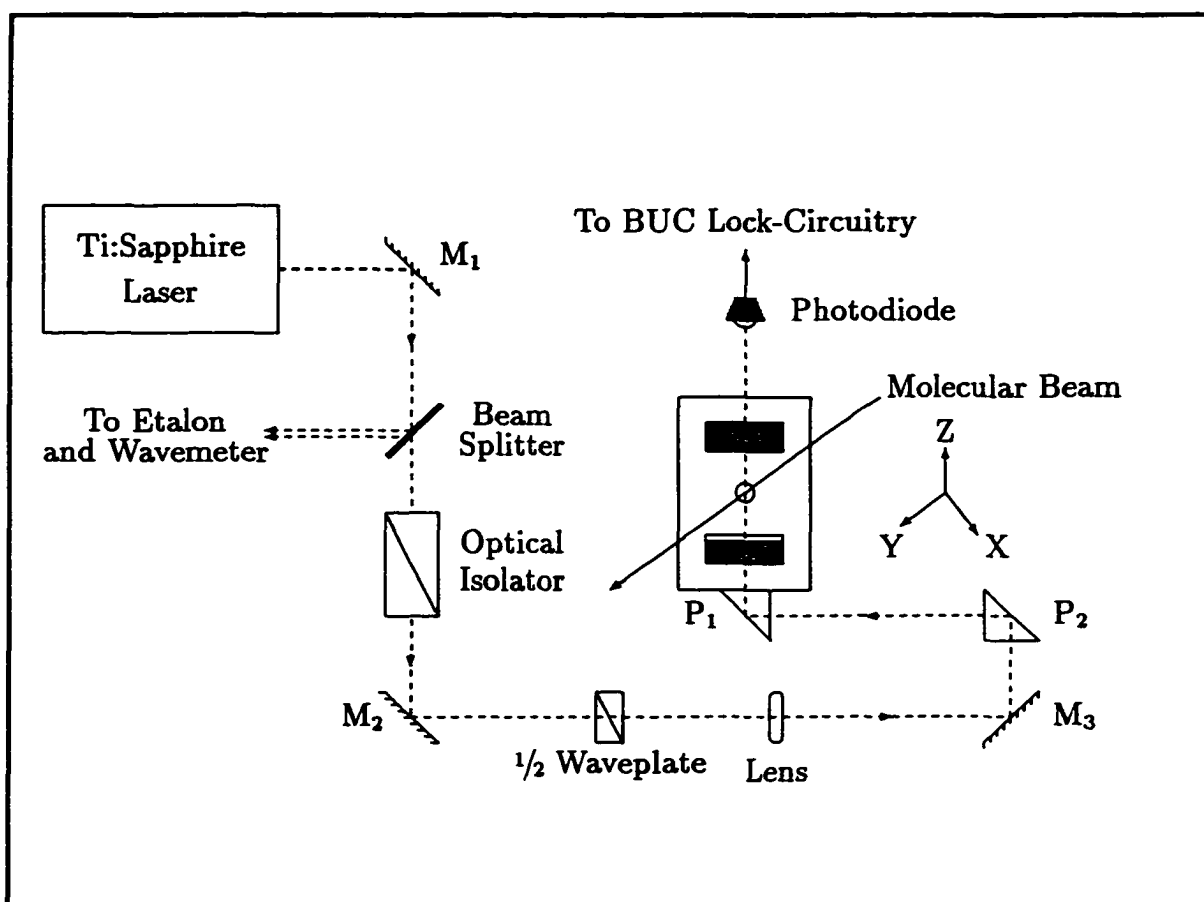 To BUC Lock-Circuitry
Ti:Sapphire
Laser
M₁
Photodiode
Molecular Beam
To Etalon
and Wavemeter
Beam
Splitter
Z
Y
X
Optical
Isolator
P₁
P₂
M₂
M₃
1/2 Waveplate
Lens